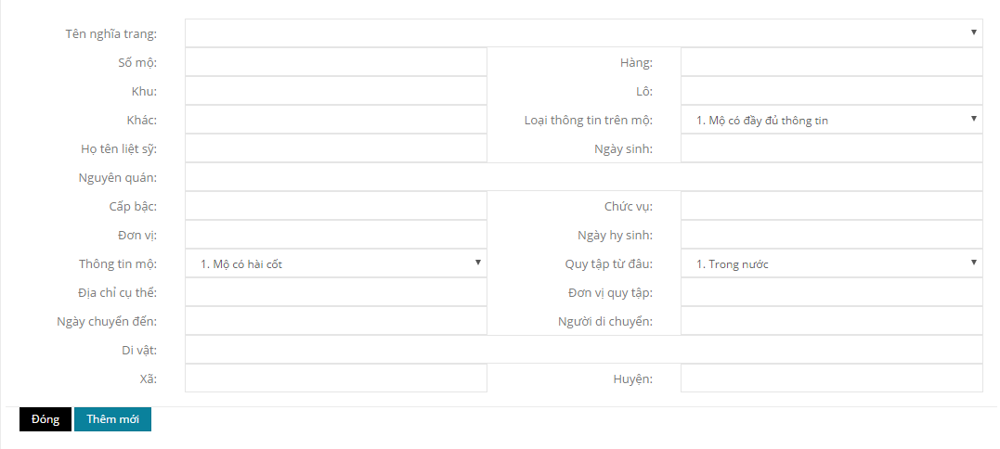 Tên nghĩa trang:
Số mộ: Hàng:
Khu: Lô:
Khác: Loại thông tin trên mộ: 1. Mộ có đầy đủ thông tin
Họ tên liệt sỹ: Ngày sinh:
Nguyên quán:
Cấp bậc: Chức vụ:
Đơn vị: Ngày hy sinh:
Thông tin mộ: 1. Mộ có hài cốt Quy tập từ đâu: 1. Trong nước
Địa chỉ cụ thể: Đơn vị quy tập:
Ngày chuyển đến: Người di chuyển:
Di vật:
Xã: Huyện:
Đóng Thêm mới